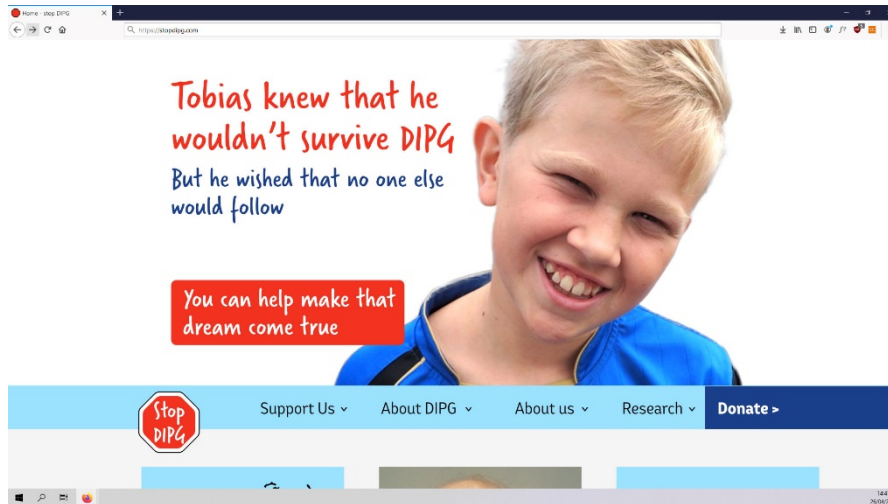 Home - stop DIPG
https://stopdipg.com
Tobias knew that he
wouldn't survive DIPG
But he wished that no one else
would follow
You can help make that
dream come true
Stop
DIPG
Support Us
About DIPG
About us
Research
Donate >